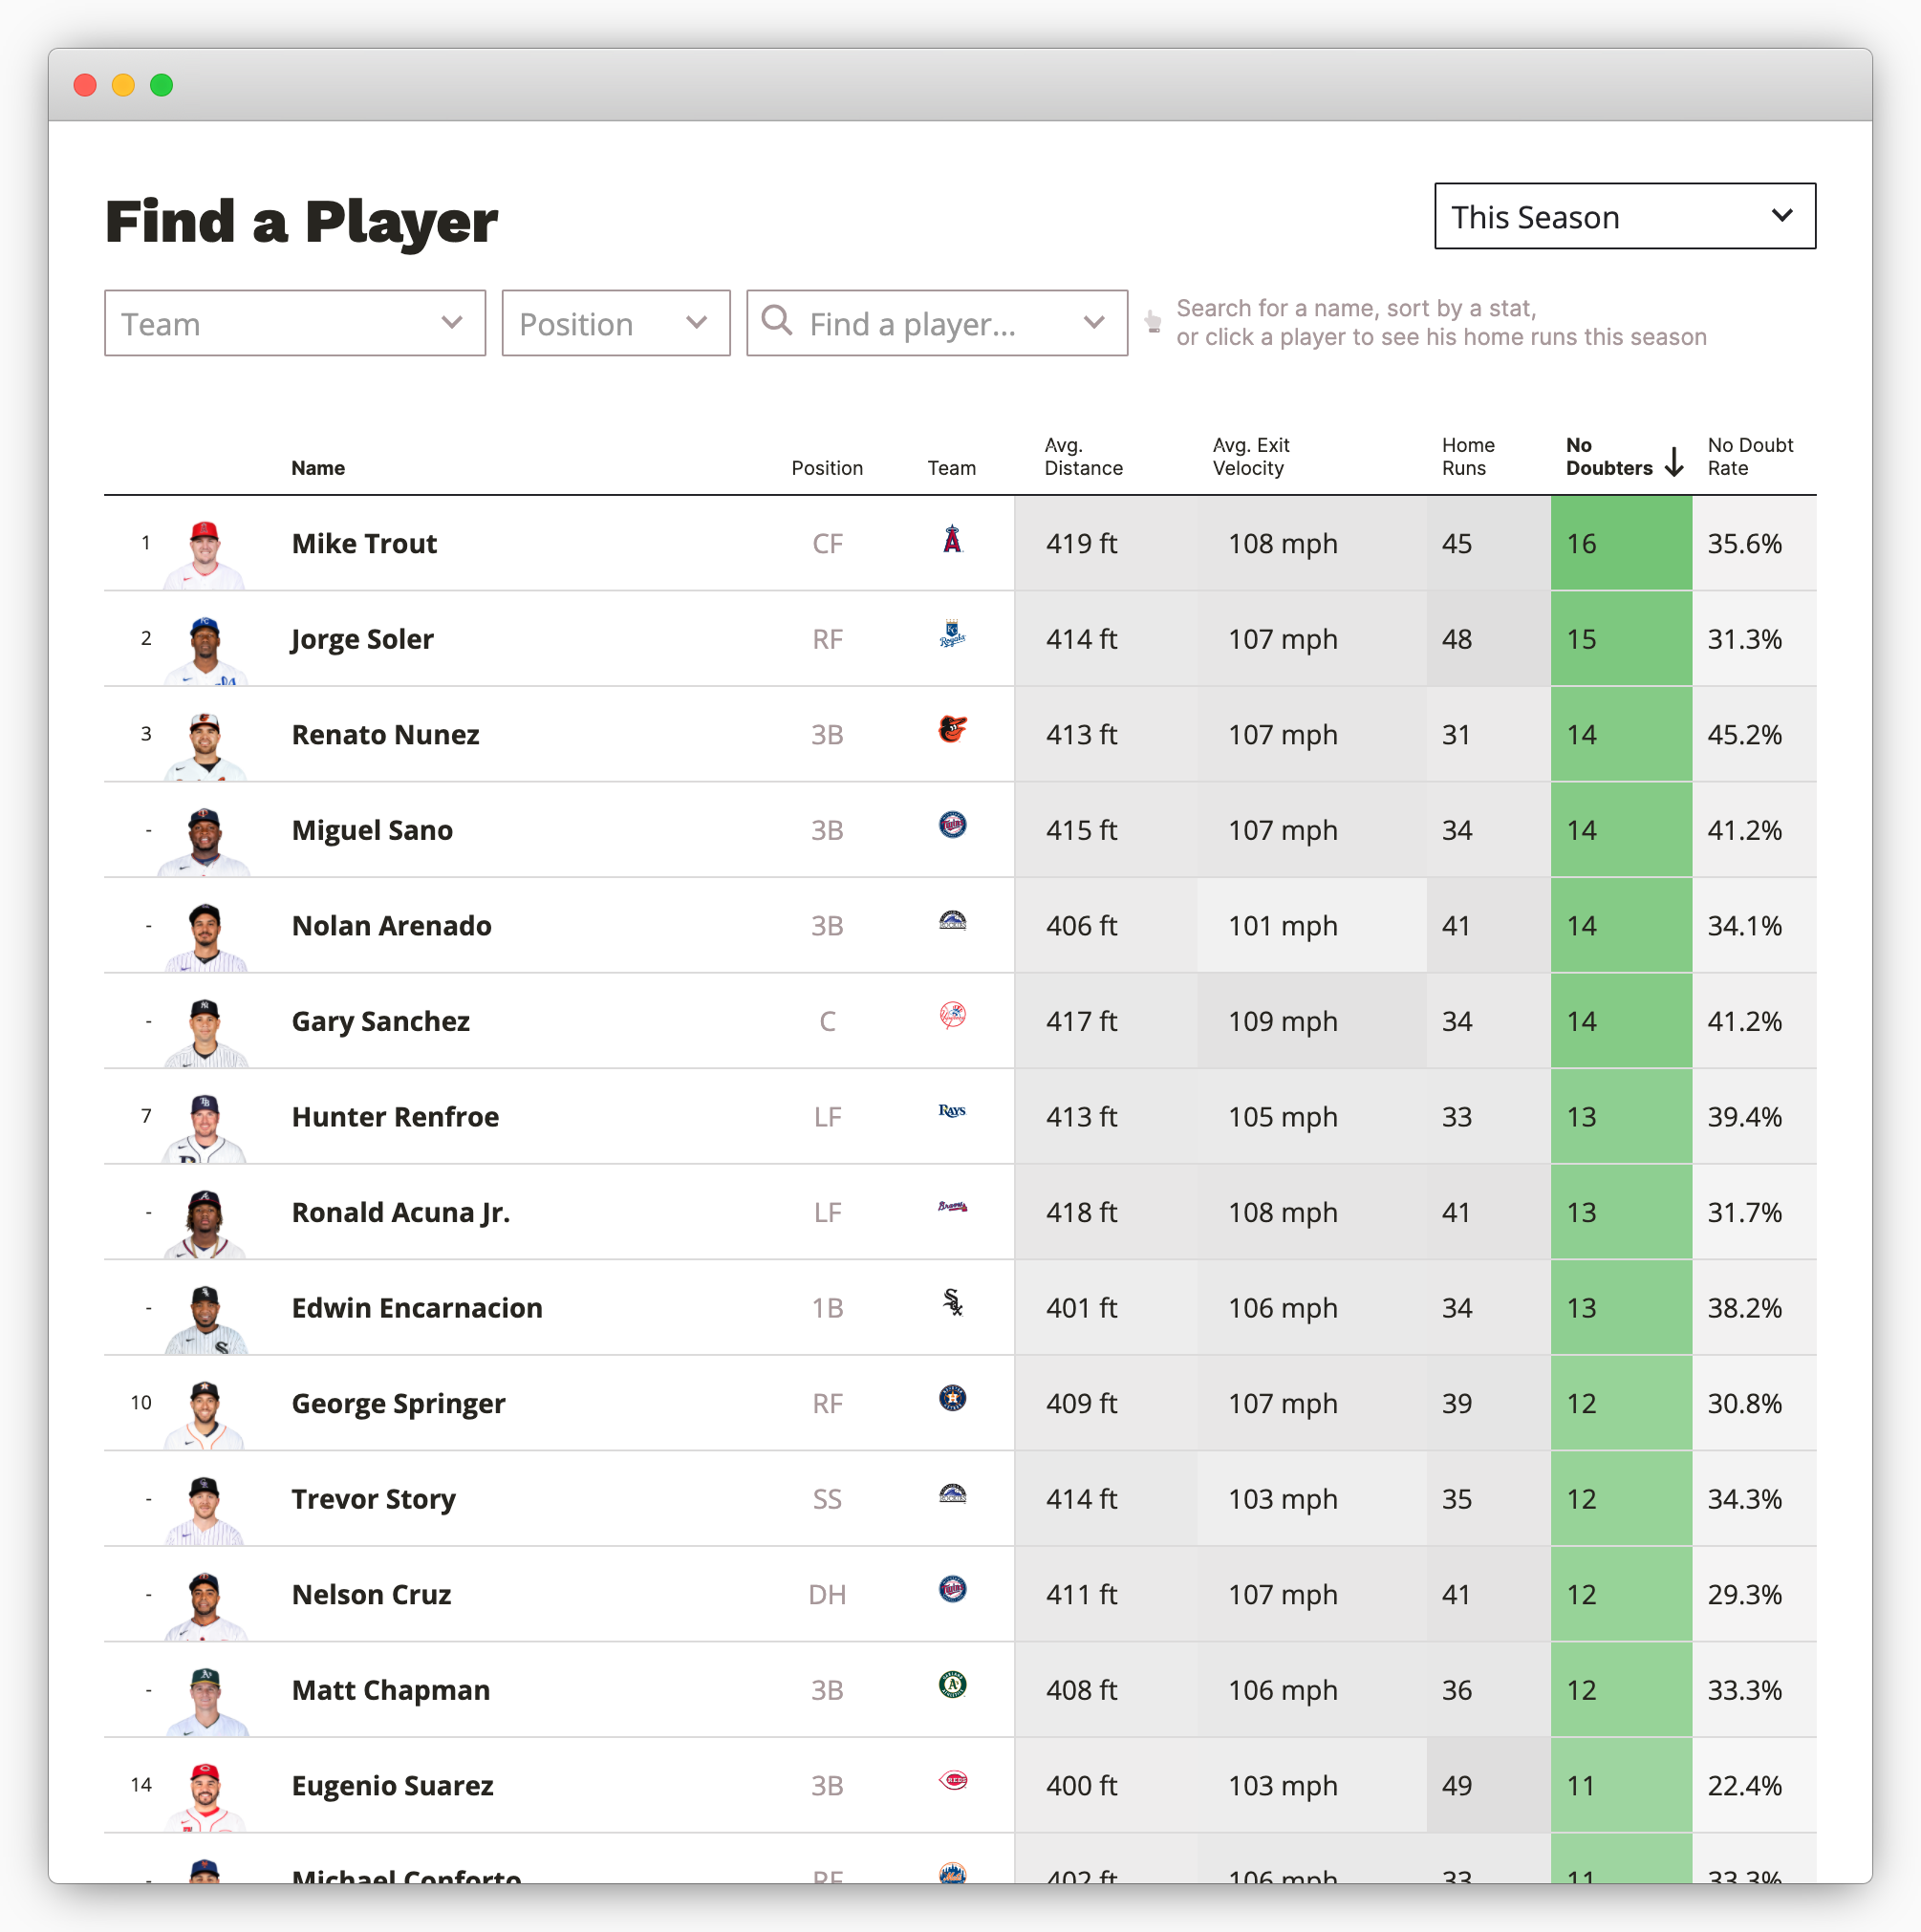 Find a Player
This Season
Team
Position
Find a player...
Search for a name, sort by a stat,
or click a player to see his home runs this season
Name Position Team Avg. Distance Avg. Exit Velocity Home Runs No Doubters ↓ No Doubt Rate
1 Mike Trout CF 419 ft 108 mph 45 16 35.6%
2 Jorge Soler RF 414 ft 107 mph 48 15 31.3%
3 Renato Nunez 3B 413 ft 107 mph 31 14 45.2%
- Miguel Sano 3B 415 ft 107 mph 34 14 41.2%
- Nolan Arenado 3B 406 ft 101 mph 41 14 34.1%
- Gary Sanchez C 417 ft 109 mph 34 14 41.2%
7 Hunter Renfroe LF RAYS 413 ft 105 mph 33 13 39.4%
- Ronald Acuna Jr. LF Braves 418 ft 108 mph 41 13 31.7%
- Edwin Encarnacion 1B 401 ft 106 mph 34 13 38.2%
10 George Springer RF 409 ft 107 mph 39 12 30.8%
- Trevor Story SS 414 ft 103 mph 35 12 34.3%
- Nelson Cruz DH 411 ft 107 mph 41 12 29.3%
- Matt Chapman 3B 408 ft 106 mph 36 12 33.3%
14 Eugenio Suarez 3B REDS 400 ft 103 mph 49 11 22.4%
- Michael Conforto RF 402 ft 106 mph 33 11 33.3%